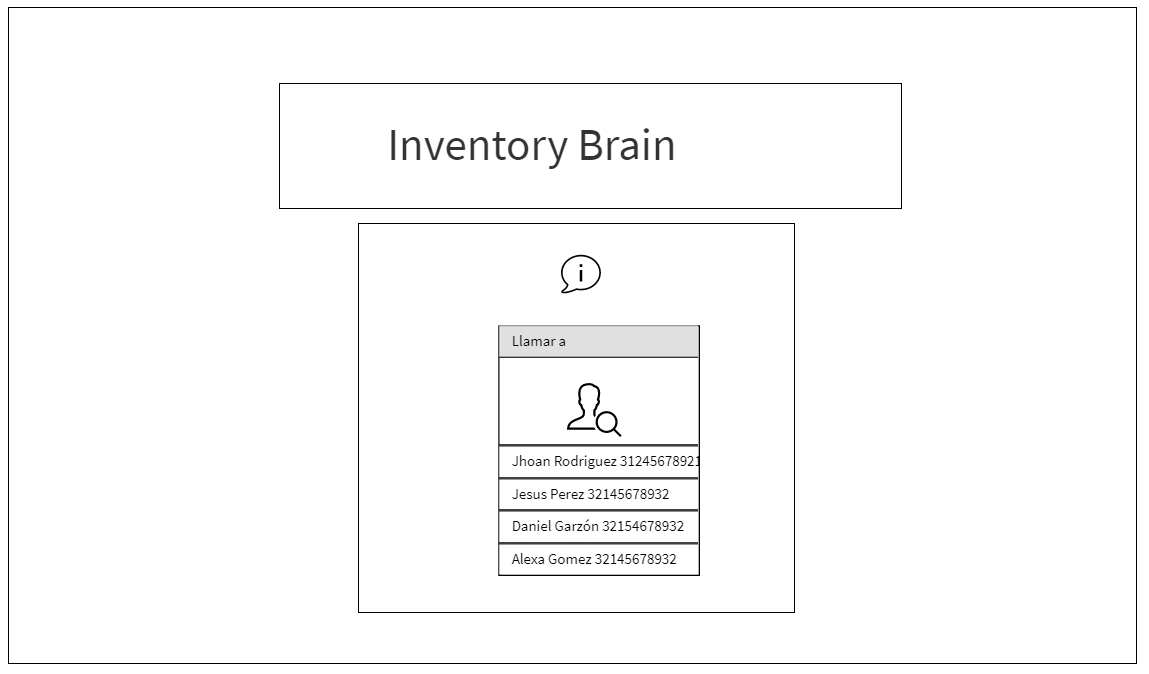 Inventory Brain
i
Llamar a
Jhoan Rodriguez 31245678921
Jesus Perez 32145678932
Daniel Garzón 32154678932
Alexa Gomez 32145678932